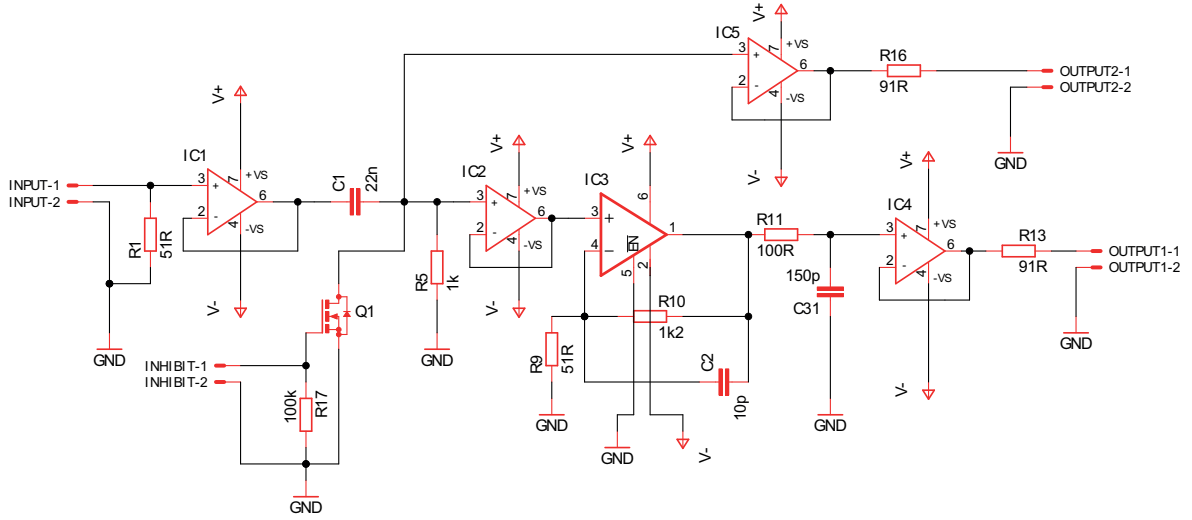 V+
IC5
+VS
7
3
+
6
2
-
4
-VS
V-
R16
91R
OUTPUT2-1
OUTPUT2-2
GND
V+
IC1
+VS
7
3
+
6
2
-
4
-VS
V-
INPUT-1
INPUT-2
R1
51R
GND
C1
22n
V+
IC2
+VS
7
3
+
6
2
-
4
-VS
V-
R5
1k
GND
Q1
INHIBIT-1
INHIBIT-2
100k
R17
GND
V+
IC3
6
3
+
1
4
−
EN
5
2
R10
1k2
R9
51R
GND
C2
10p
GND
V-
R11
100R
150p
C31
GND
V+
IC4
+VS
7
3
+
6
2
-
4
-VS
V-
R13
91R
OUTPUT1-1
OUTPUT1-2
GND